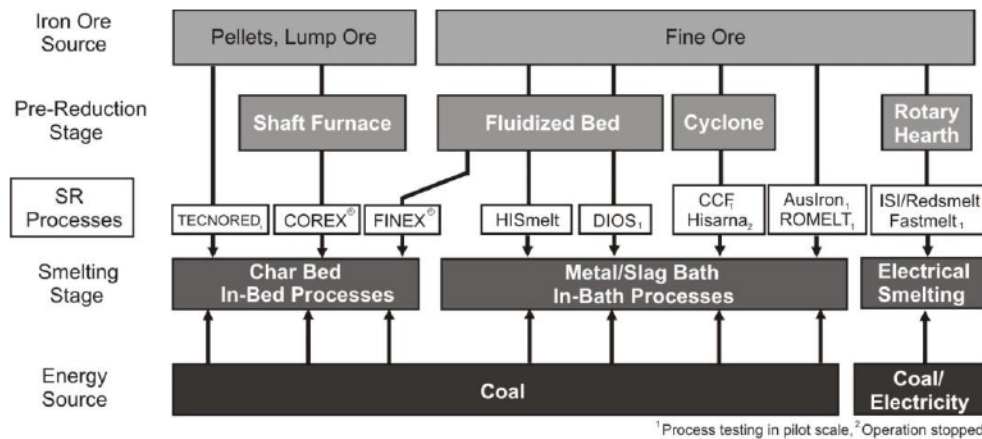 Iron Ore
Source
Pellets, Lump Ore
Fine Ore
Pre-Reduction
Stage
Shaft Furnace
Fluidized Bed
Cyclone
Rotary
Hearth
SR
Processes
TECNORED₁
COREX®
FINEX®
HISmelt
DIOS₁
CCF₁
Hisarna₂
AusIron₁
ROMELT₁
ISI/Redsmelt
Fastmelt₁
Smelting
Stage
Char Bed
In-Bed Processes
Metal/Slag Bath
In-Bath Processes
Electrical
Smelting
Energy
Source
Coal
Coal/
Electricity
¹Process testing in pilot scale, ²Operation stopped